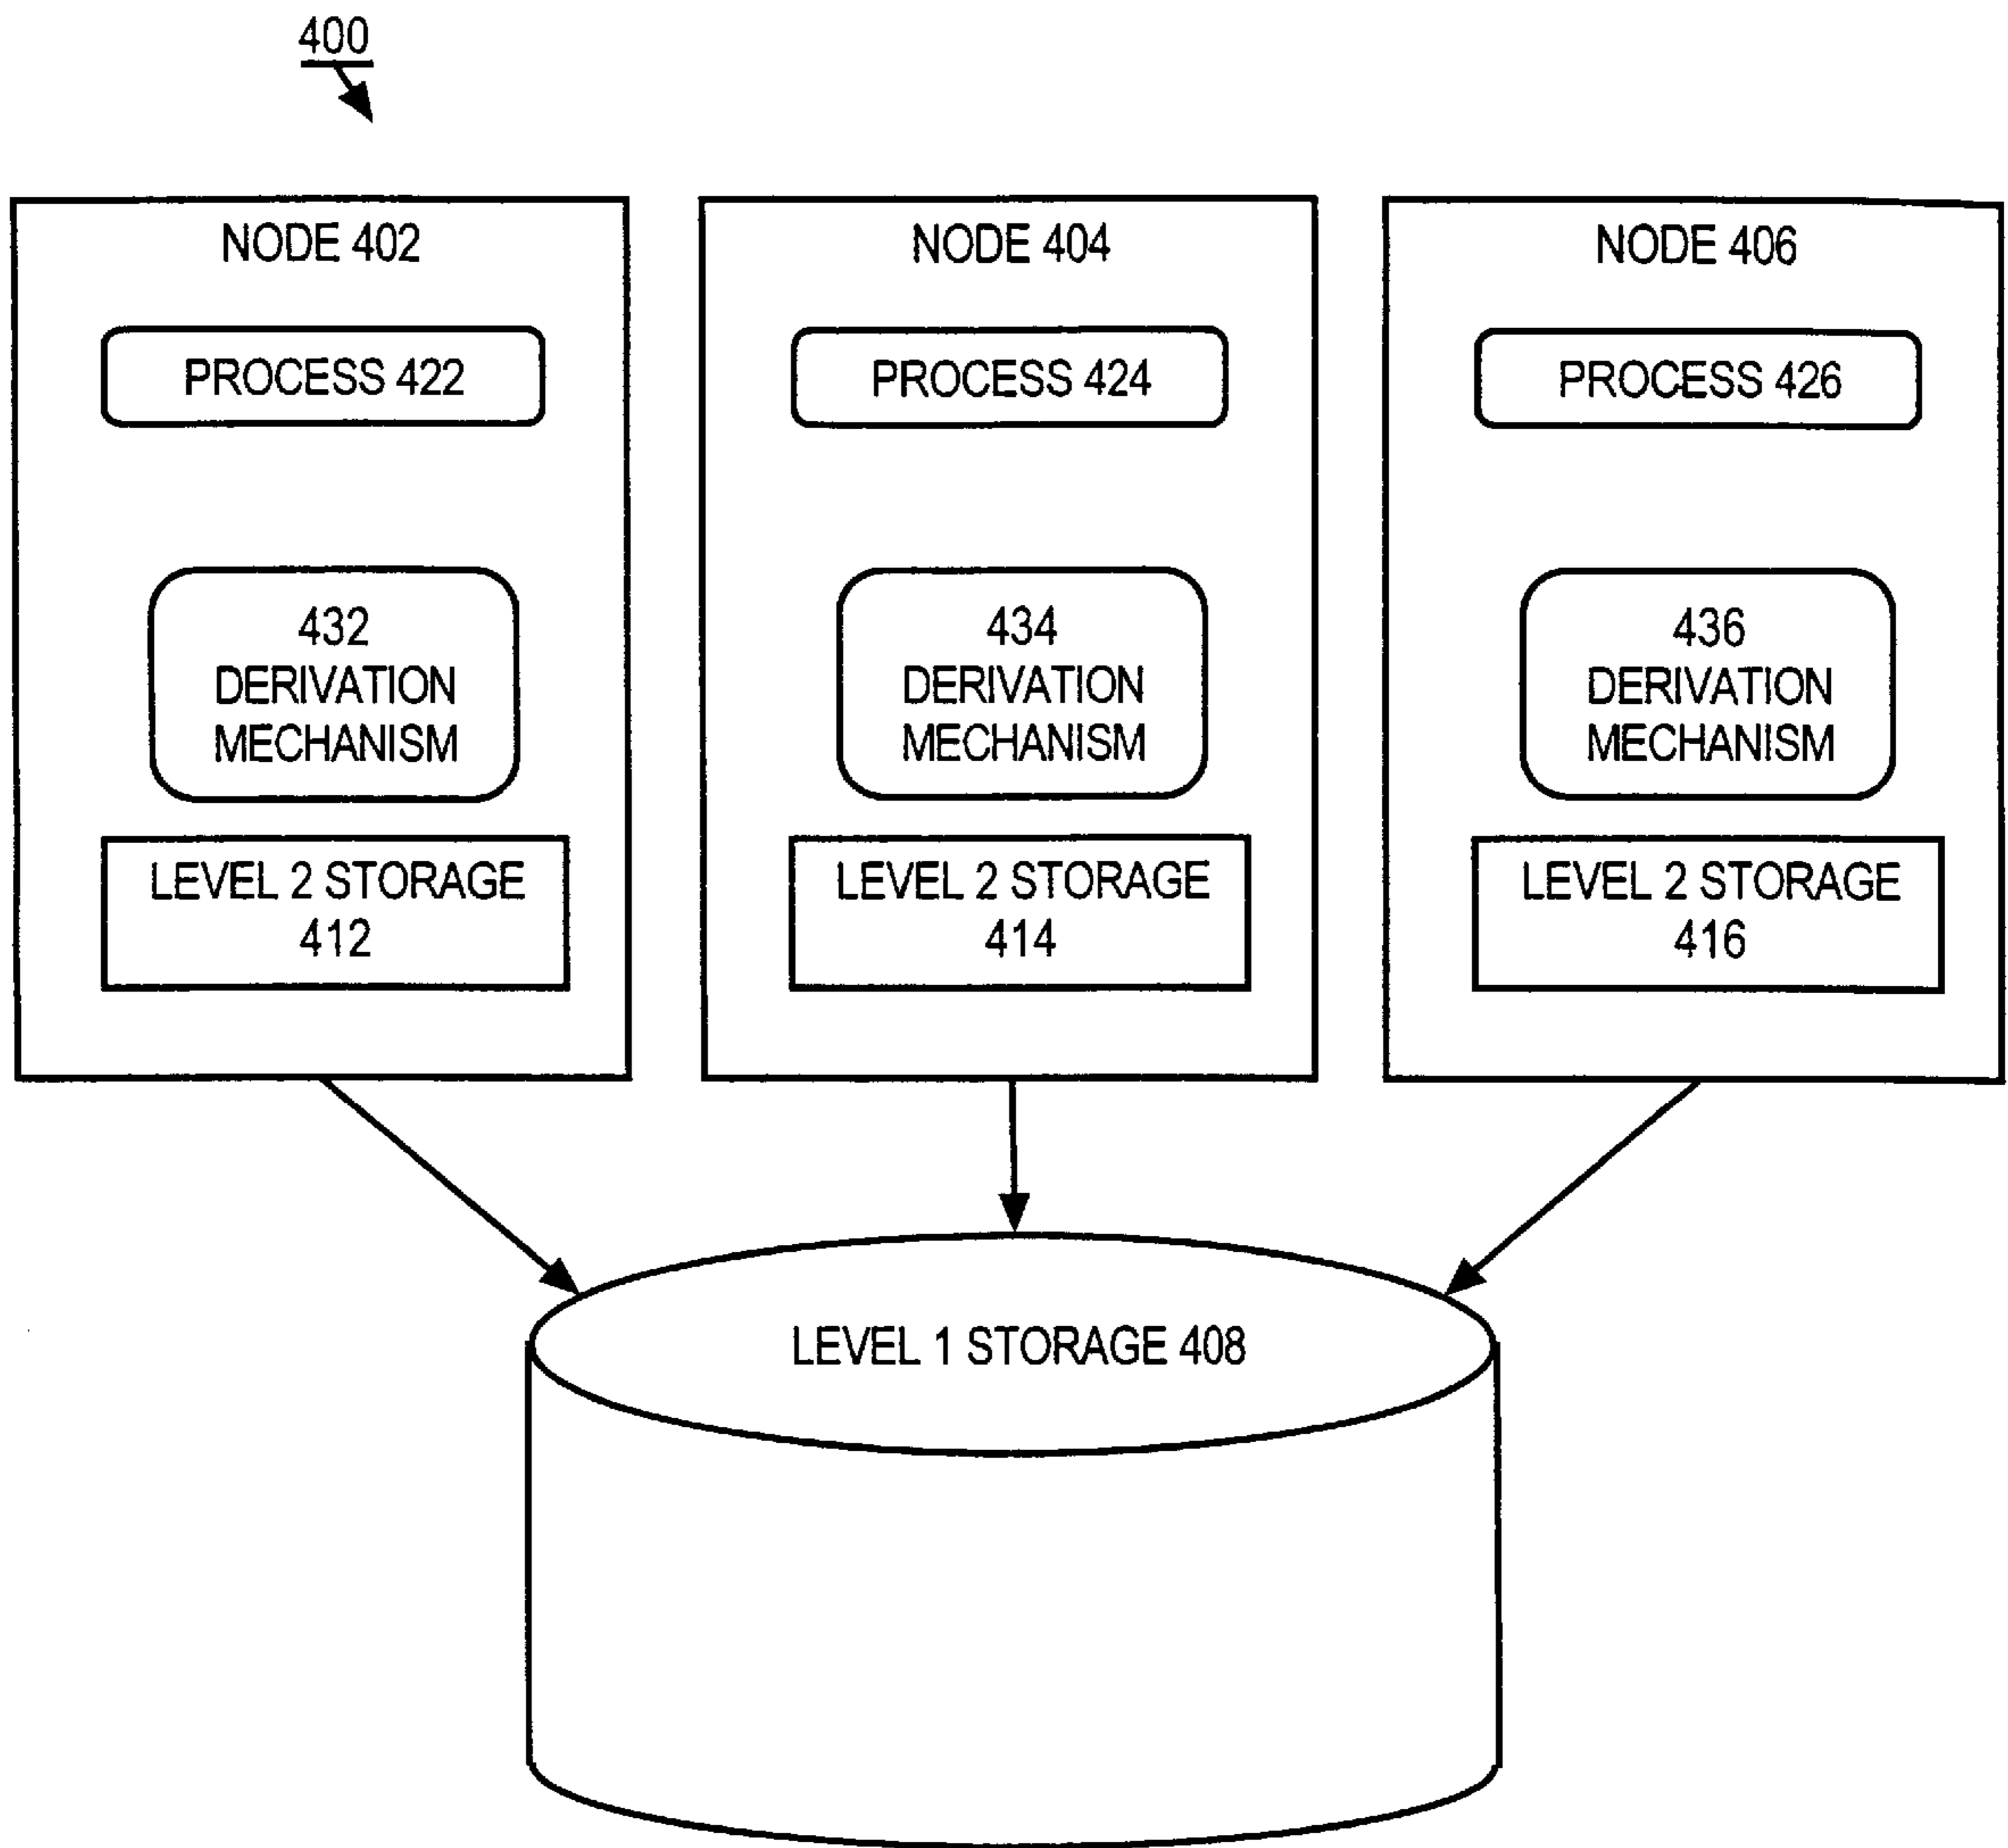 400
NODE 402
PROCESS 422
432
DERIVATION
MECHANISM
LEVEL 2 STORAGE
412
NODE 404
PROCESS 424
434
DERIVATION
MECHANISM
LEVEL 2 STORAGE
414
NODE 406
PROCESS 426
436
DERIVATION
MECHANISM
LEVEL 2 STORAGE
416
LEVEL 1 STORAGE 408